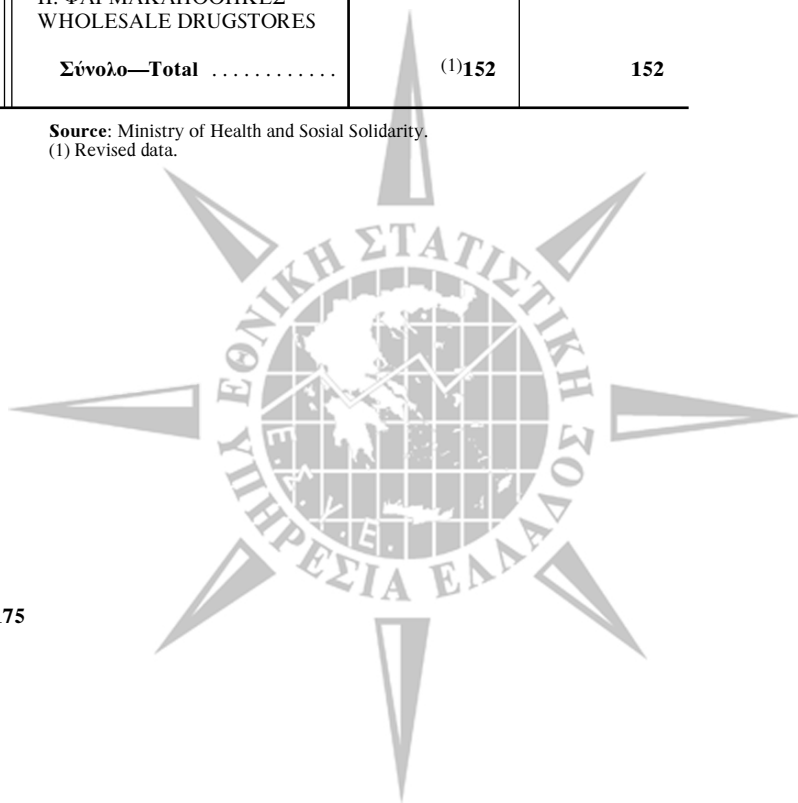 WHOLESALE DRUGSTORES
Σύνολο—Total ............ (1)152 152
Source: Ministry of Health and Sosial Solidarity.
(1) Revised data.
ΕΘΝΙΚΗ ΣΤΑΤΙΣΤΙΚΗ
ΥΠΗΡΕΣΙΑ ΕΛΛΑΔΟΣ
Ε.Σ.Υ.Ε.
175